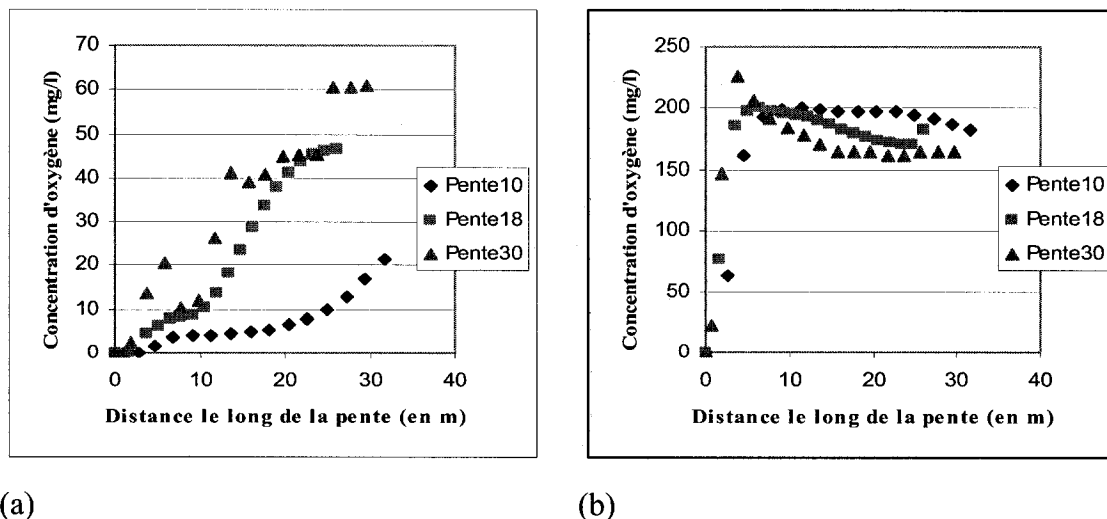 70
60
50
40
30
20
10
0
0 10 20 30 40
Concentration d'oxygène (mg/l)
Distance le long de la pente (en m)
Pente10
Pente18
Pente30
(a)
250
200
150
100
50
0
0 10 20 30 40
Concentration d'oxygène (mg/l)
Distance le long de la pente (en m)
Pente10
Pente18
Pente30
(b)